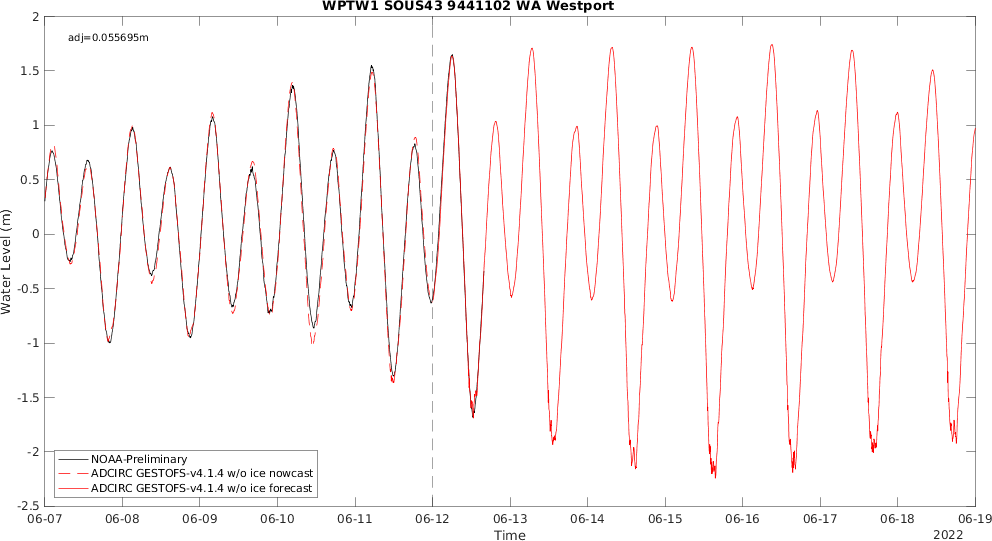 WPTW1 SOUS43 9441102 WA Westport
adj=0.055695m
2
1.5
1
0.5
0
-0.5
-1
-1.5
-2
-2.5
Water Level (m)
NOAA-Preliminary
ADCIRC GESTOFS-v4.1.4 w/o ice nowcast
ADCIRC GESTOFS-v4.1.4 w/o ice forecast
06-07 06-08 06-09 06-10 06-11 06-12 06-13 06-14 06-15 06-16 06-17 06-18 06-19
Time
2022